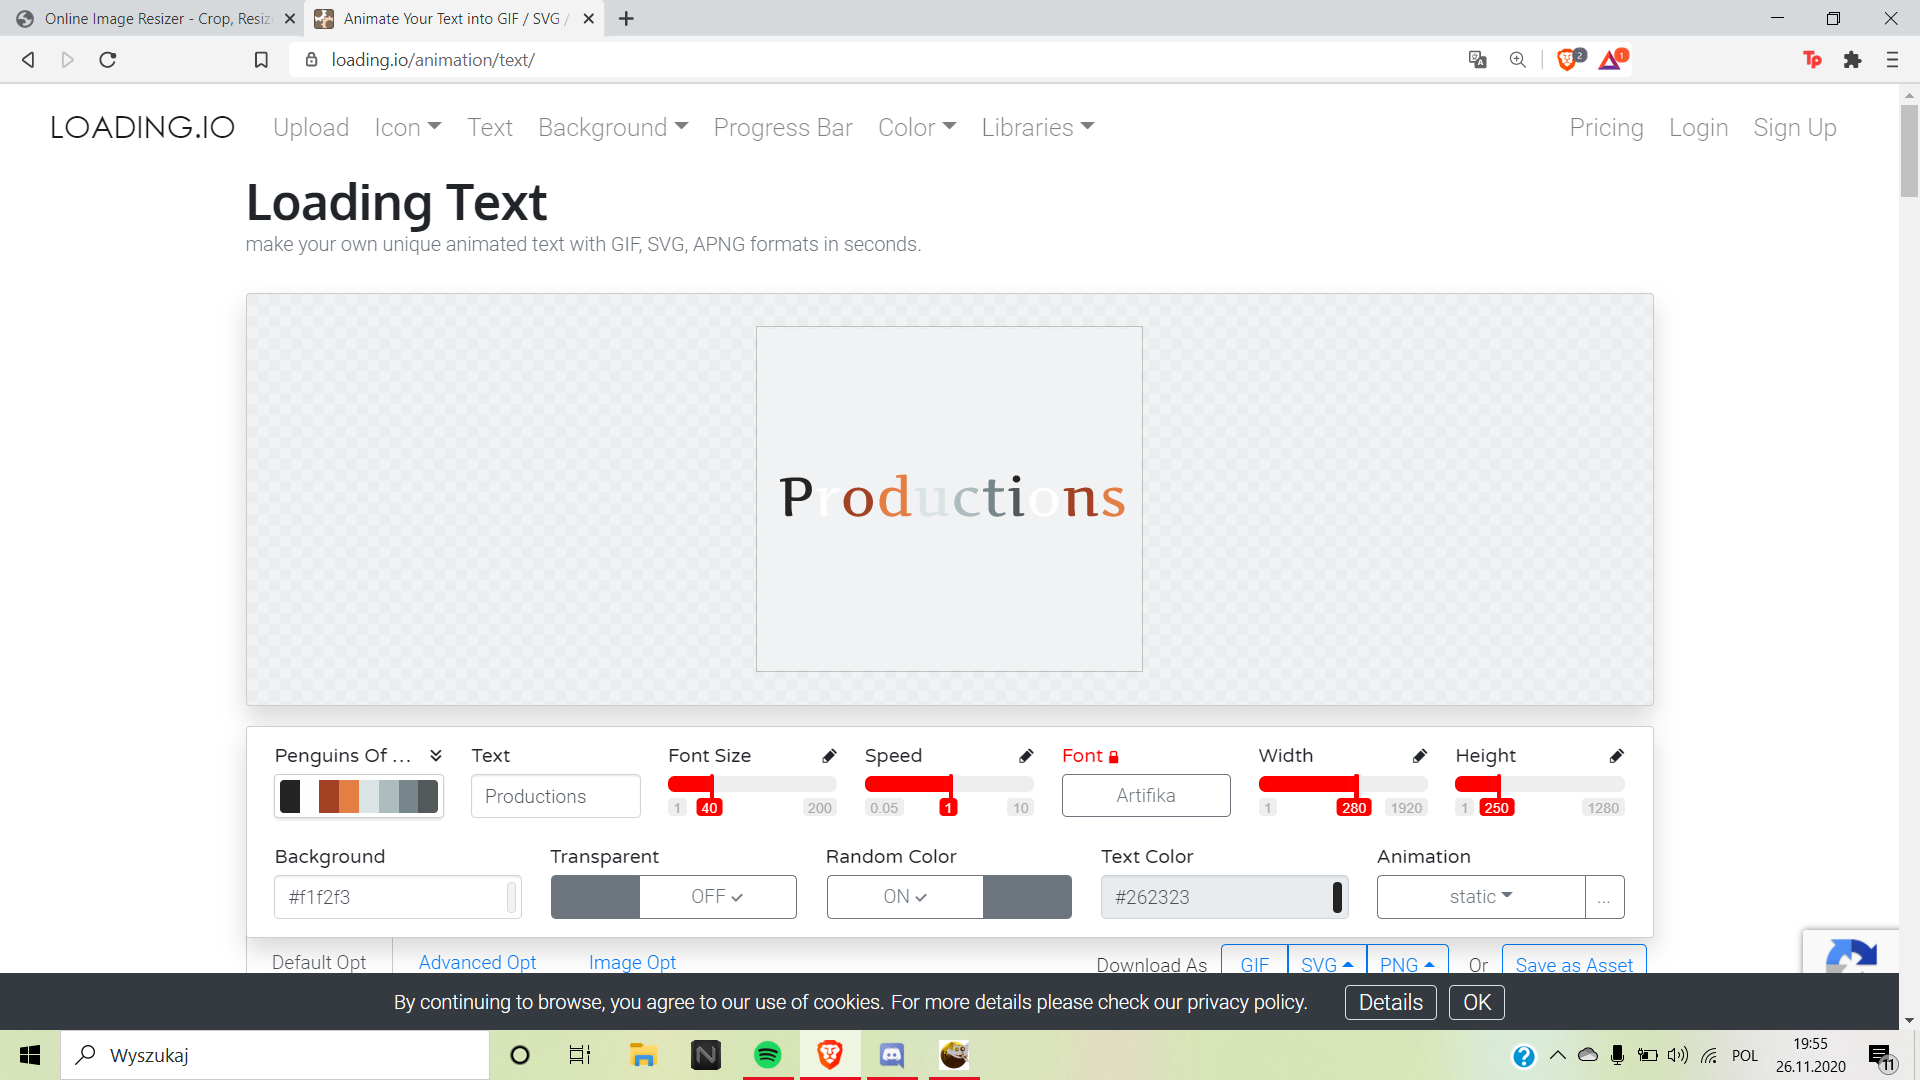 Online Image Resizer - Crop, Resize
Animate Your Text into GIF / SVG /
loading.io/animation/text/
2
1
Tp
LOADING.IO
Upload
Icon
Text
Background
Progress Bar
Color
Libraries
Pricing
Login
Sign Up
Loading Text
make your own unique animated text with GIF, SVG, APNG formats in seconds.
Productions
Penguins Of ...
Text
Font Size
Speed
Font
Width
Height
Productions
Artifika
1 40 200
0.05 1 10
1 280 1920
1 250 1280
Background
Transparent
Random Color
Text Color
Animation
#f1f2f3
OFF
ON
#262323
static
...
Default Opt
Advanced Opt
Image Opt
Download As
GIF
SVG
PNG
Or
Save as Asset
By continuing to browse, you agree to our use of cookies. For more details please check our privacy policy.
Details
OK
Wyszukaj
N
?
POL
19:55
26.11.2020
11